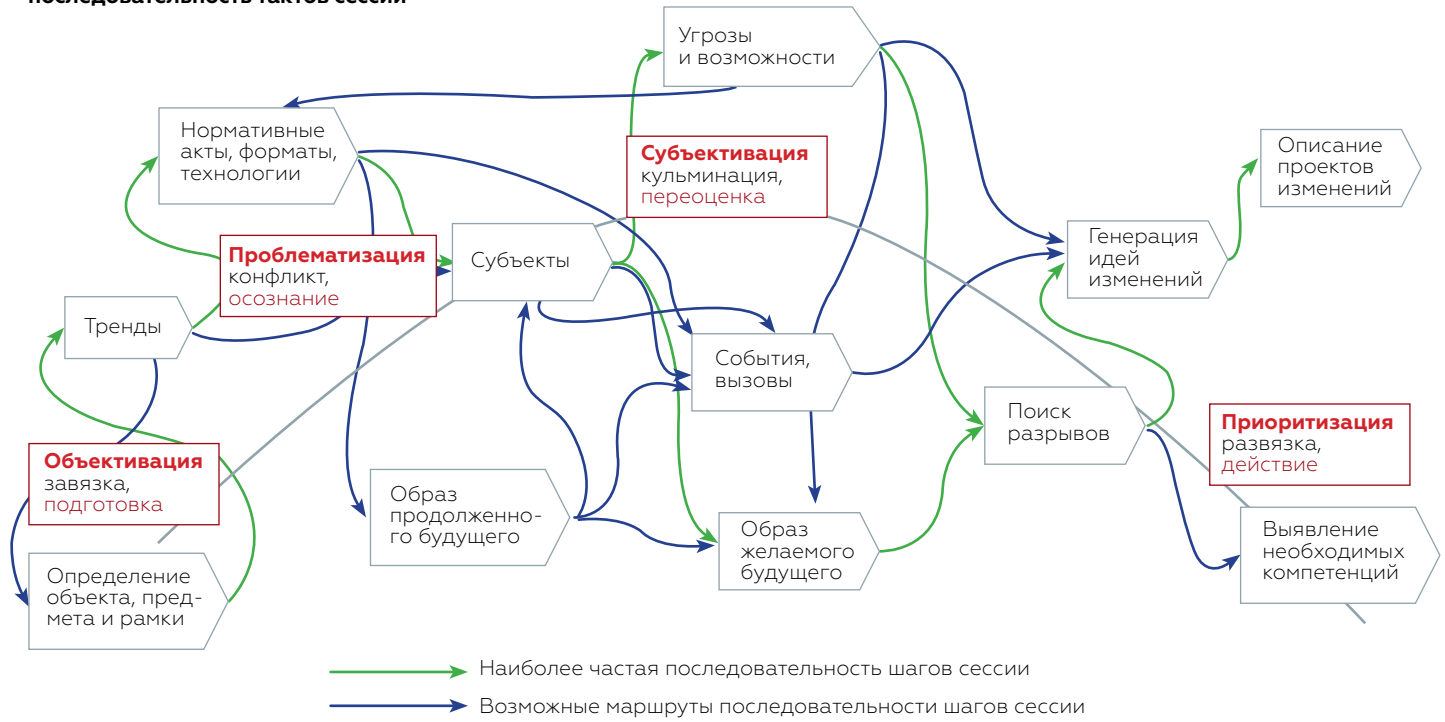 последовательность тактов сессии
Угрозы
и возможности
Нормативные
акты, форматы,
технологии
Субъективация
кульминация,
переоценка
Описание
проектов
изменений
Проблематизация
конфликт,
осознание
Субъекты
Генерация
идей
изменений
Тренды
События,
вызовы
Поиск
разрывов
Приоритизация
развязка,
действие
Объективация
завязка,
подготовка
Образ
продолженно-
го будущего
Образ
желаемого
будущего
Выявление
необходимых
компетенций
Определение
объекта, пред-
мета и рамки
Наиболее частая последовательность шагов сессии
Возможные маршруты последовательности шагов сессии